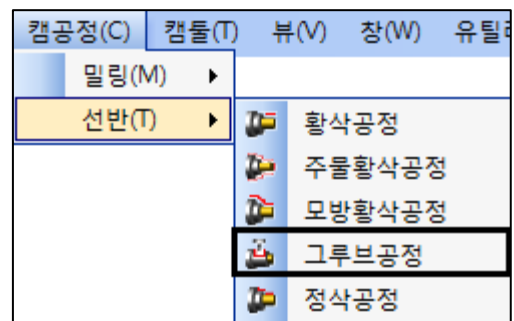 캠공정(C) 캠툴(T) 뷰(V) 창(W) 유틸
밀링(M)
선반(T)
황삭공정
주물황삭공정
모방황삭공정
그루브공정
정삭공정